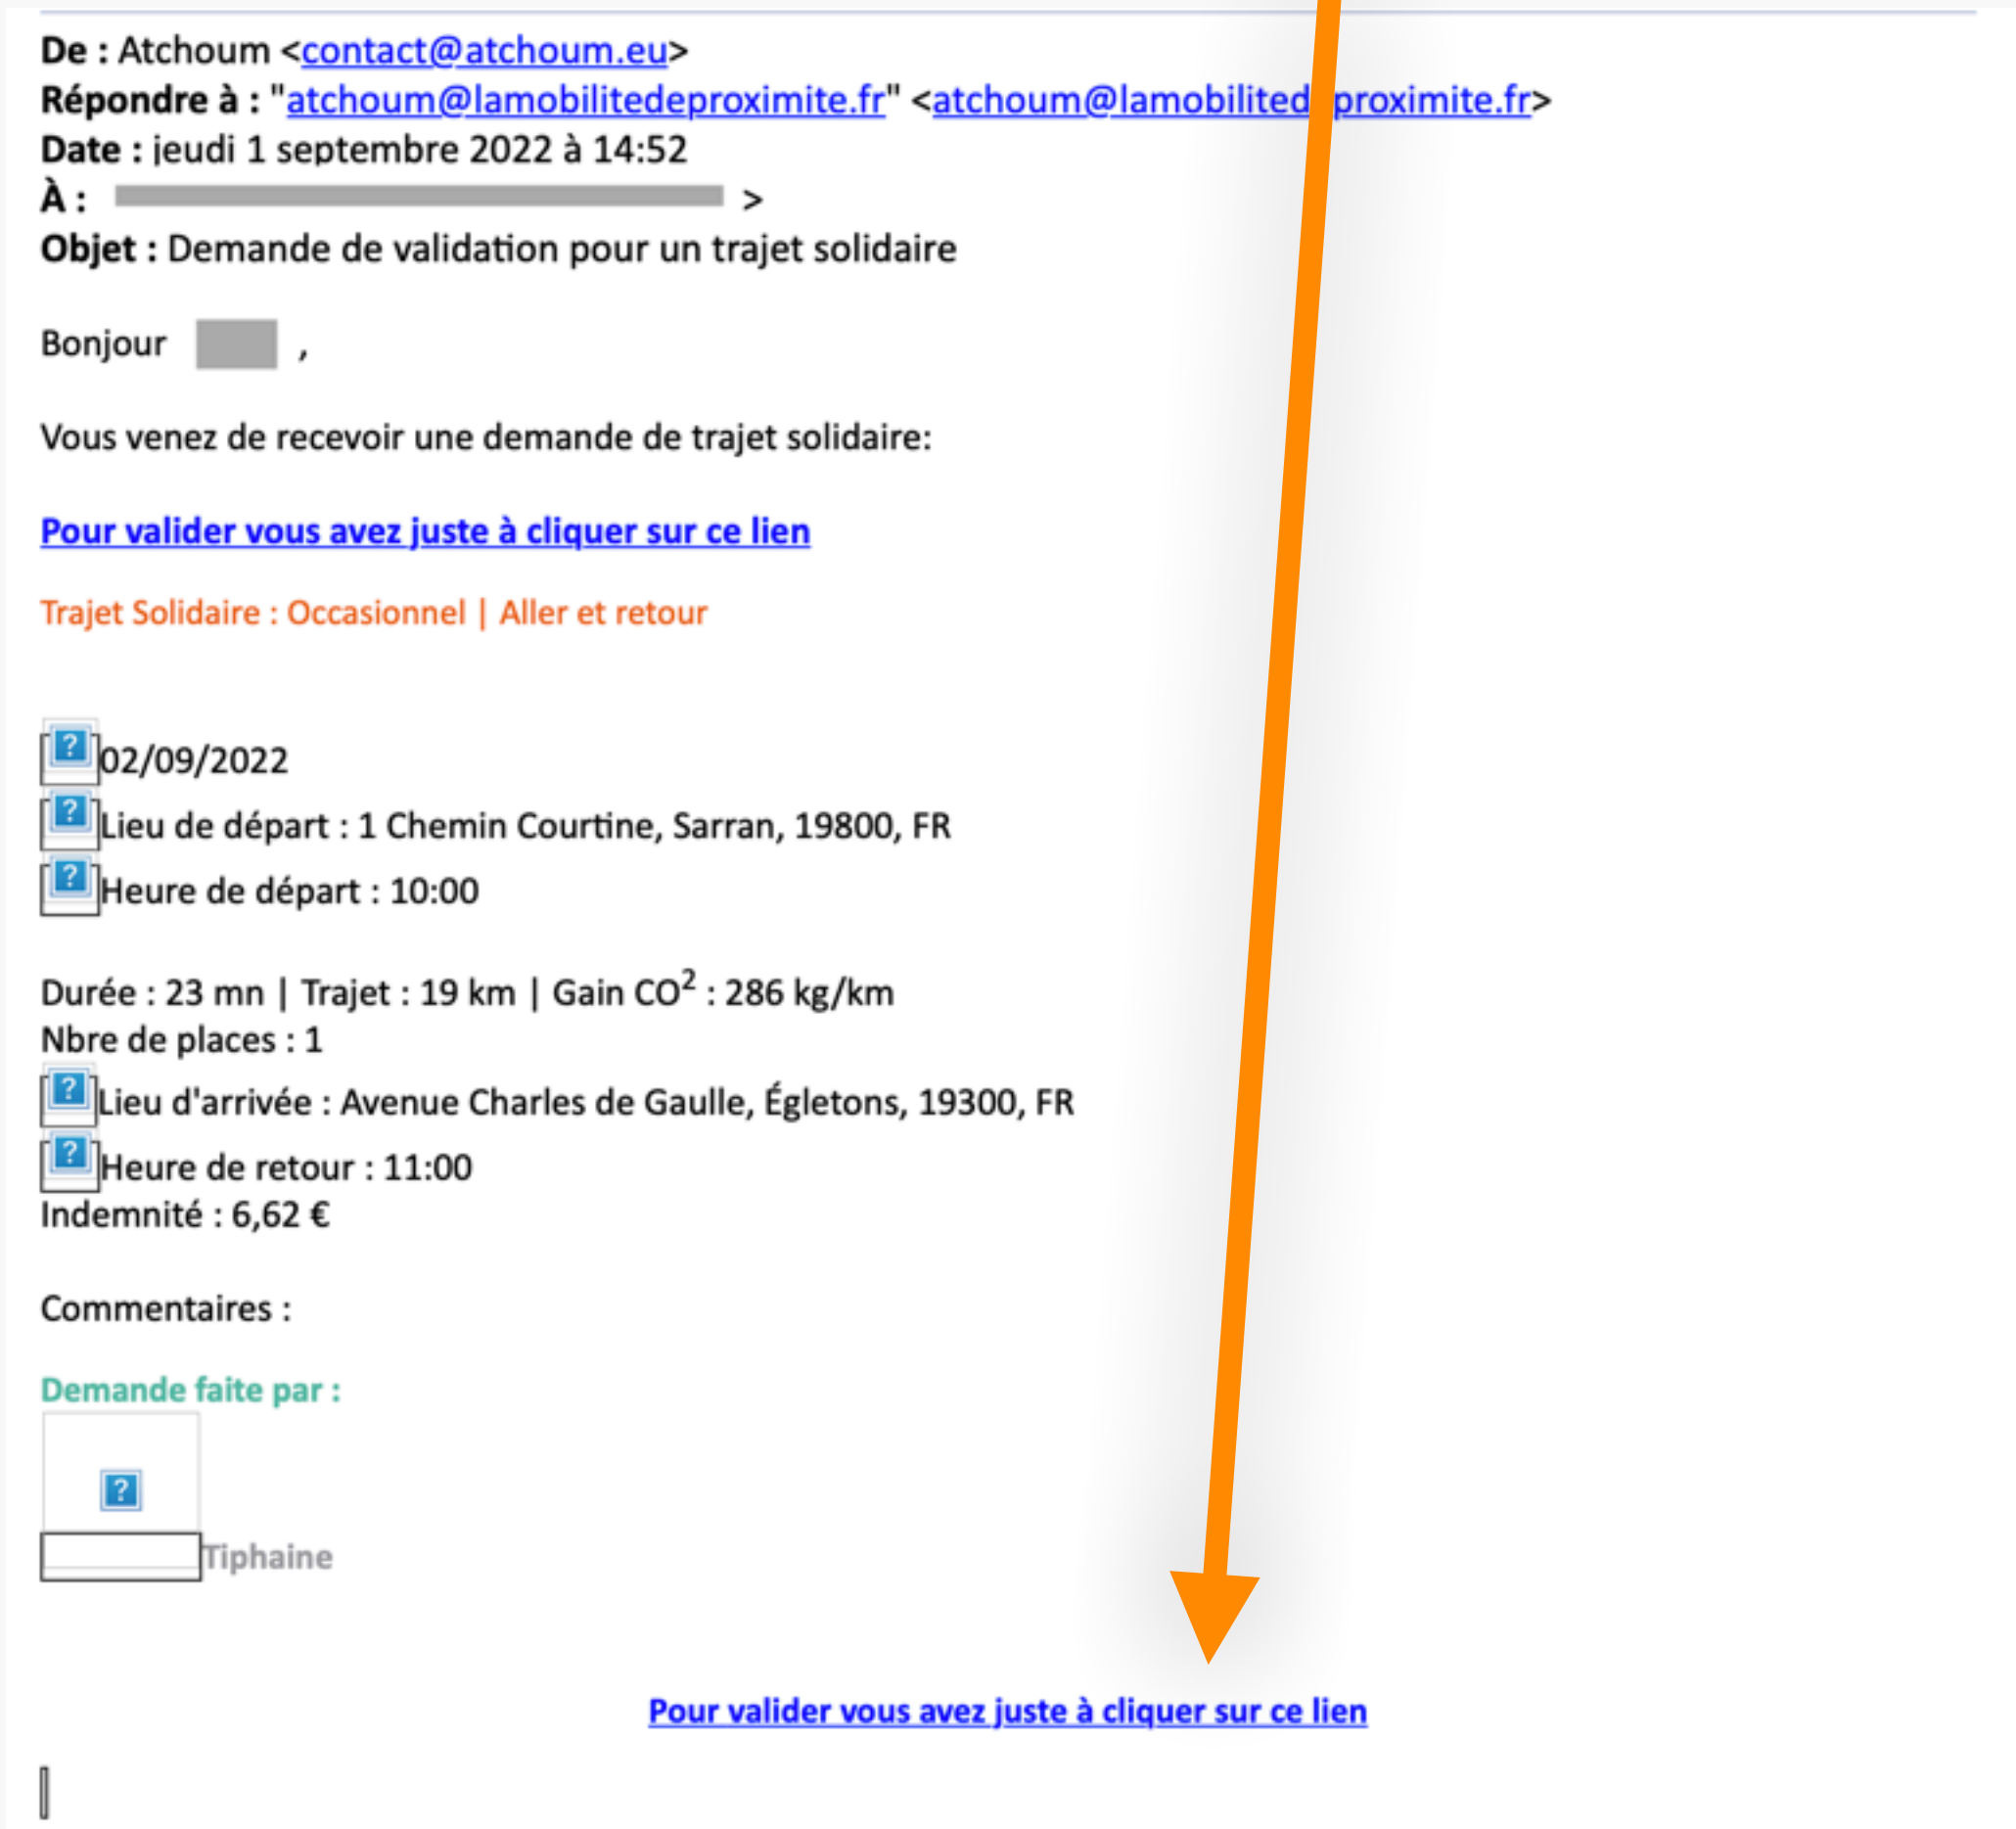 De : Atchoum <contact@atchoum.eu>
Répondre à : "atchoum@lamobilitedeproximite.fr" <atchoum@lamobilited proximite.fr>
Date : jeudi 1 septembre 2022 à 14:52
À : >
Objet : Demande de validation pour un trajet solidaire
Bonjour ,
Vous venez de recevoir une demande de trajet solidaire:
Pour valider vous avez juste à cliquer sur ce lien
Trajet Solidaire : Occasionnel | Aller et retour
02/09/2022
Lieu de départ : 1 Chemin Courtine, Sarran, 19800, FR
Heure de départ : 10:00
Durée : 23 mn | Trajet : 19 km | Gain CO² : 286 kg/km
Nbre de places : 1
Lieu d'arrivée : Avenue Charles de Gaulle, Égletons, 19300, FR
Heure de retour : 11:00
Indemnité : 6,62 €
Commentaires :
Demande faite par :
Tiphaine
Pour valider vous avez juste à cliquer sur ce lien